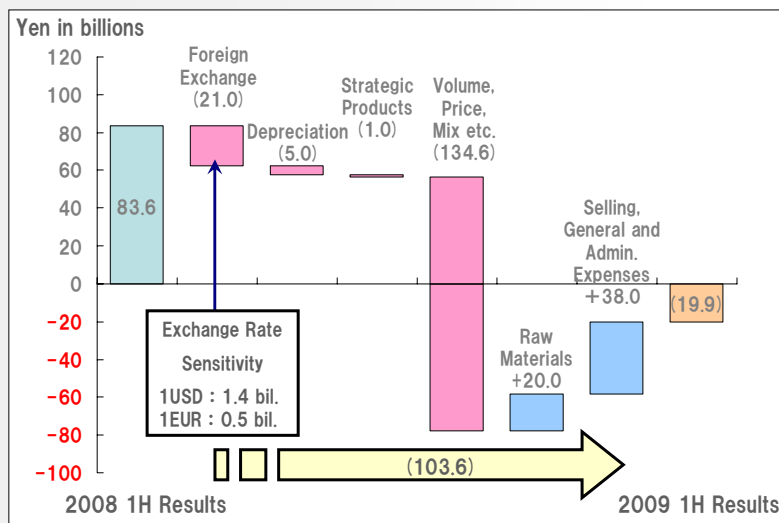 Yen in billions
120
100
80
60
40
20
0
-20
-40
-60
-80
-100
83.6
Foreign
Exchange
(21.0)
Depreciation
(5.0)
Strategic
Products
(1.0)
Volume,
Price,
Mix etc.
(134.6)
Raw
Materials
+20.0
Selling,
General and
Admin.
Expenses
+38.0
(19.9)
Exchange Rate
Sensitivity
1USD : 1.4 bil.
1EUR : 0.5 bil.
(103.6)
2008 1H Results
2009 1H Results